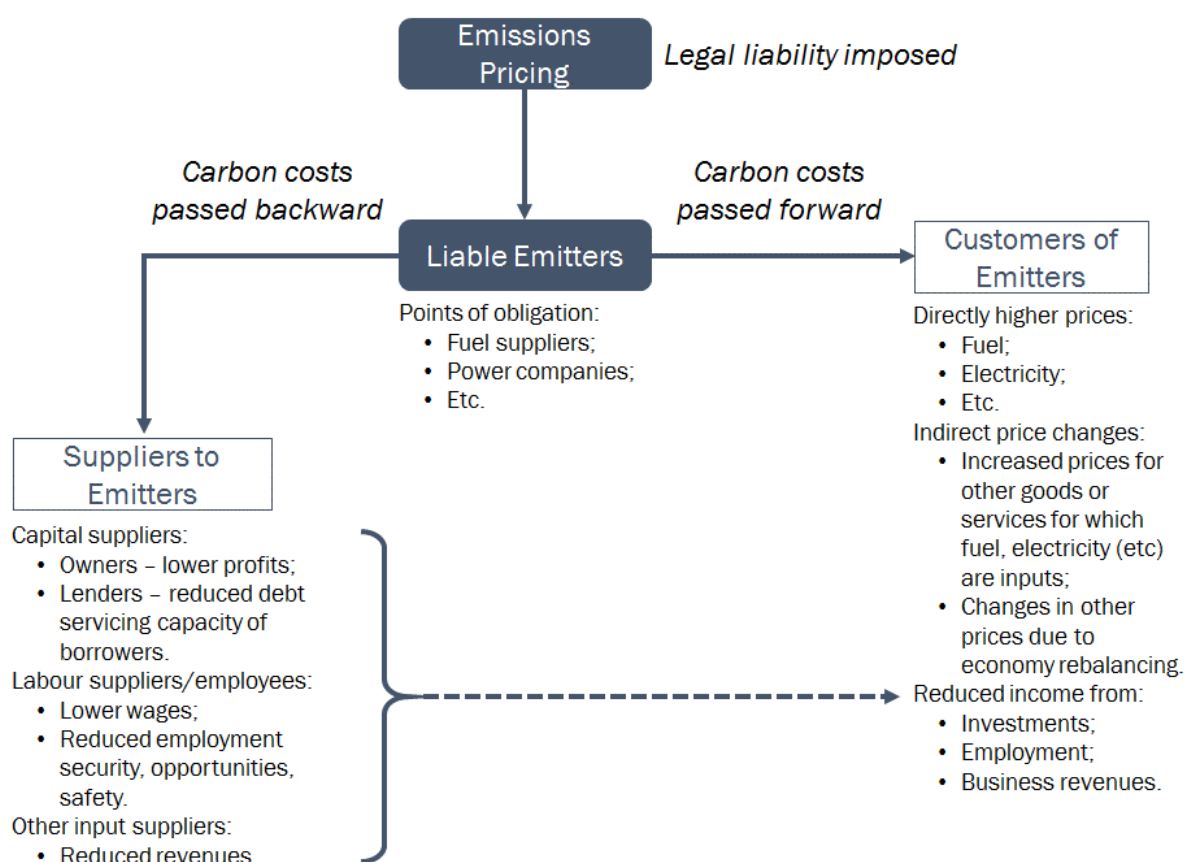 Emissions
Pricing
Legal liability imposed
Carbon costs
passed backward
Carbon costs
passed forward
Liable Emitters
Points of obligation:
• Fuel suppliers;
• Power companies;
• Etc.
Customers of
Emitters
Directly higher prices:
• Fuel;
• Electricity;
• Etc.
Indirect price changes:
• Increased prices for
other goods or
services for which
fuel, electricity (etc)
are inputs;
• Changes in other
prices due to
economy rebalancing.
Reduced income from:
• Investments;
• Employment;
• Business revenues.
Suppliers to
Emitters
Capital suppliers:
• Owners – lower profits;
• Lenders – reduced debt
servicing capacity of
borrowers.
Labour suppliers/employees:
• Lower wages;
• Reduced employment
security, opportunities,
safety.
Other input suppliers:
• Reduced revenues